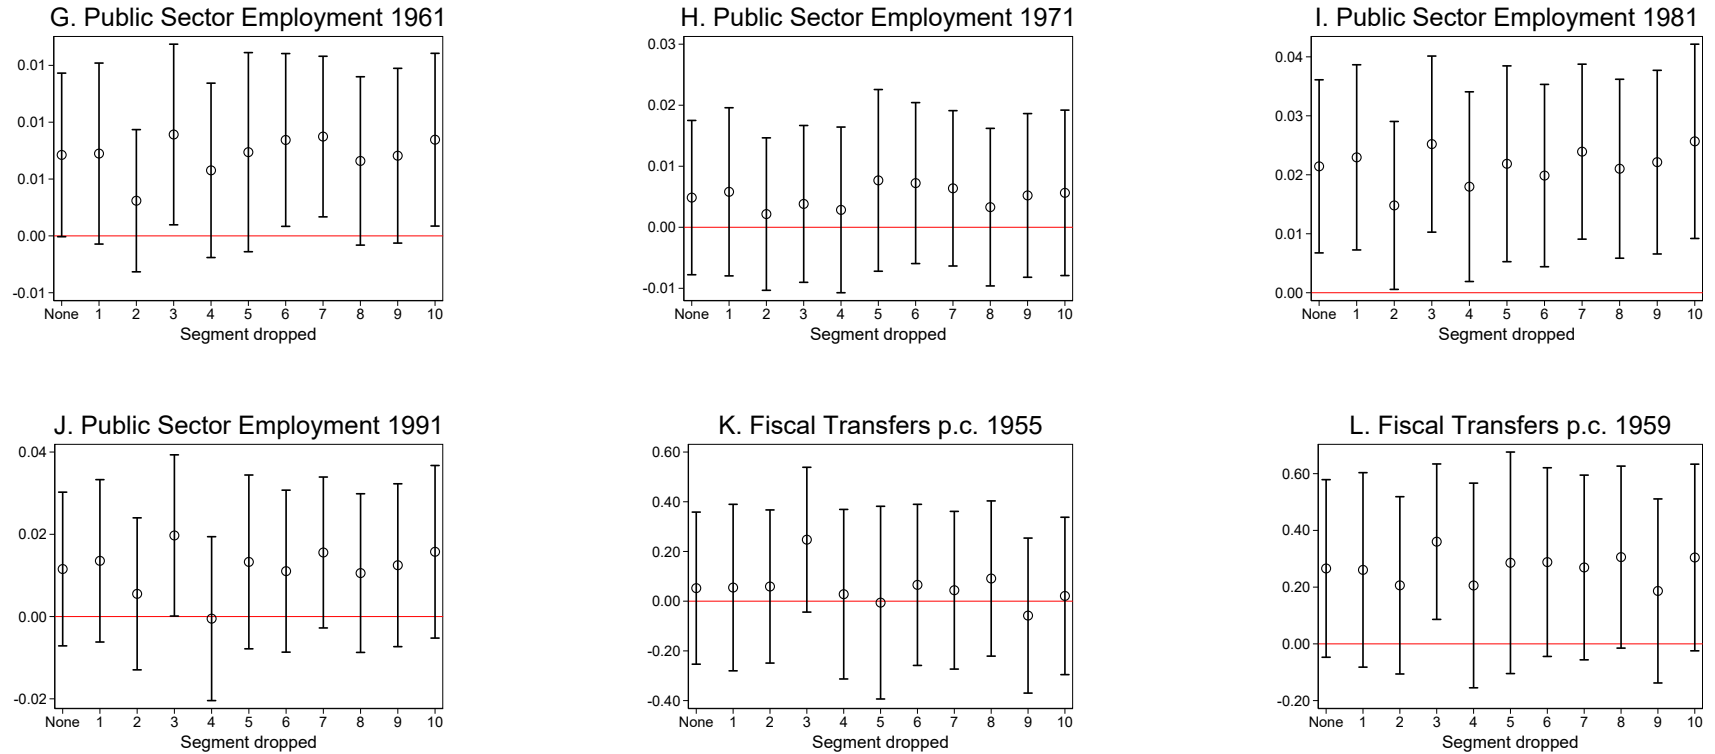 G. Public Sector Employment 1961
0.01
0.01
0.01
0.00
-0.01
None 1 2 3 4 5 6 7 8 9 10
Segment dropped
H. Public Sector Employment 1971
0.03
0.02
0.01
0.00
-0.01
None 1 2 3 4 5 6 7 8 9 10
Segment dropped
I. Public Sector Employment 1981
0.04
0.03
0.02
0.01
0.00
None 1 2 3 4 5 6 7 8 9 10
Segment dropped
J. Public Sector Employment 1991
0.04
0.02
0.00
-0.02
None 1 2 3 4 5 6 7 8 9 10
Segment dropped
K. Fiscal Transfers p.c. 1955
0.60
0.40
0.20
0.00
-0.20
-0.40
None 1 2 3 4 5 6 7 8 9 10
Segment dropped
L. Fiscal Transfers p.c. 1959
0.60
0.40
0.20
0.00
-0.20
None 1 2 3 4 5 6 7 8 9 10
Segment dropped